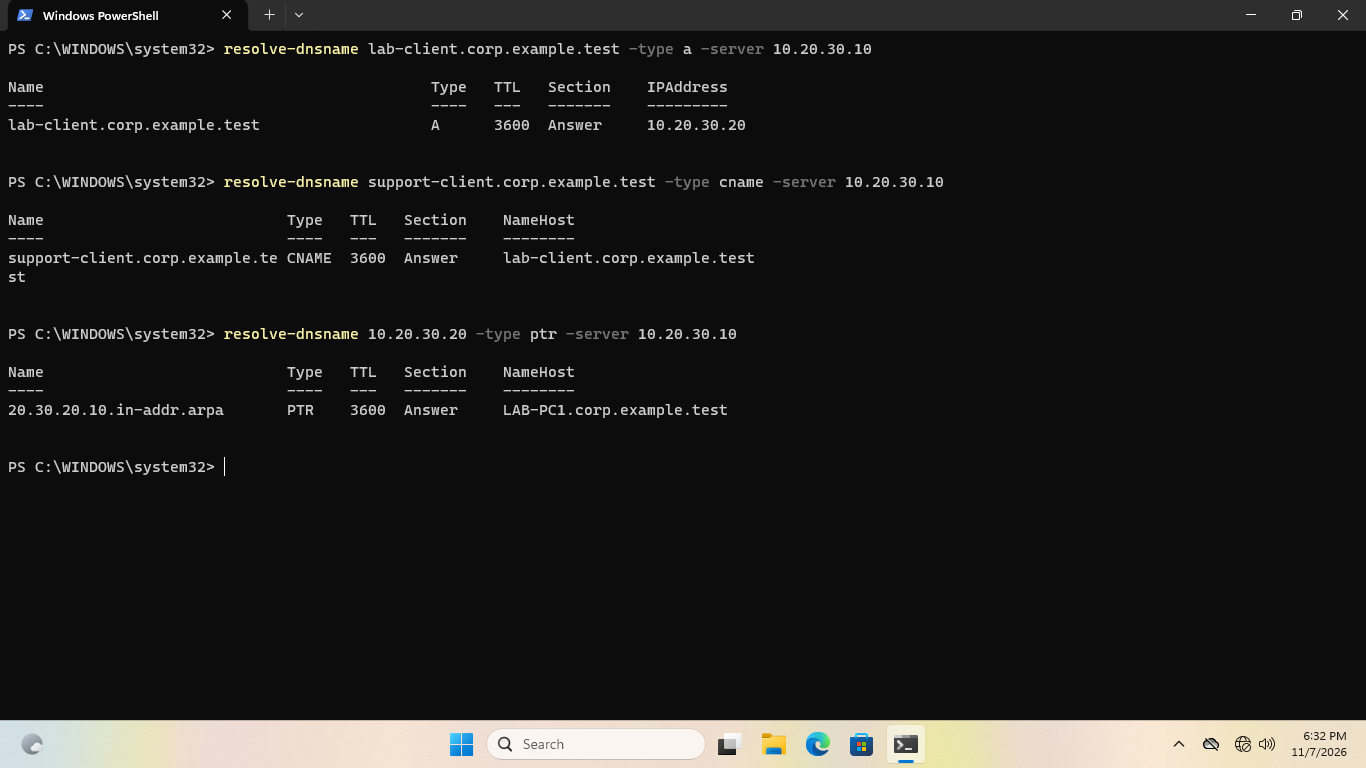 Windows PowerShell
PS C:\WINDOWS\system32> resolve-dnsname lab-client.corp.example.test -type a -server 10.20.30.10
Name Type TTL Section IPAddress
---- ---- --- ------- ---------
lab-client.corp.example.test A 3600 Answer 10.20.30.20
PS C:\WINDOWS\system32> resolve-dnsname support-client.corp.example.test -type cname -server 10.20.30.10
Name Type TTL Section NameHost
---- ---- --- ------- --------
support-client.corp.example.te CNAME 3600 Answer lab-client.corp.example.test
st
PS C:\WINDOWS\system32> resolve-dnsname 10.20.30.20 -type ptr -server 10.20.30.10
Name Type TTL Section NameHost
---- ---- --- ------- --------
20.30.20.10.in-addr.arpa PTR 3600 Answer LAB-PC1.corp.example.test
PS C:\WINDOWS\system32>
Search
6:32 PM
11/7/2026